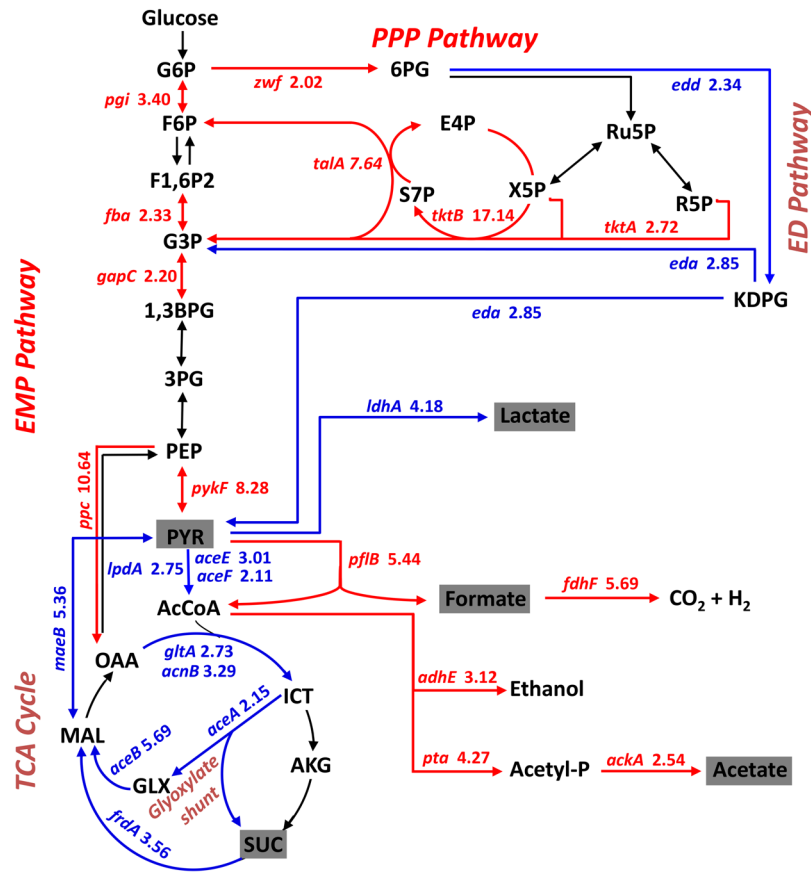 Glucose
PPP Pathway
G6P
zwf 2.02
6PG
pgi 3.40
edd 2.34
F6P
E4P
Ru5P
ED Pathway
talA 7.64
F1,6P2
S7P
X5P
R5P
fba 2.33
tktB 17.14
tktA 2.72
G3P
eda 2.85
gapC 2.20
KDPG
1,3BPG
eda 2.85
EMP Pathway
3PG
ldhA 4.18
Lactate
PEP
ppc 10.64
pykF 8.28
PYR
lpdA 2.75
aceE 3.01
aceF 2.11
pflB 5.44
maeB 5.36
AcCoA
Formate
fdhF 5.69
CO₂ + H₂
OAA
gltA 2.73
acnB 3.29
adhE 3.12
Ethanol
ICT
aceA 2.15
TCA Cycle
MAL
aceB 5.69
GLX
Glyoxylate
shunt
AKG
pta 4.27
Acetyl-P
ackA 2.54
Acetate
frdA 3.56
SUC